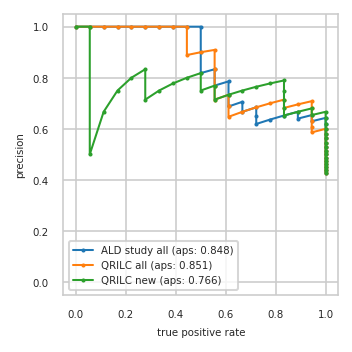 1.0
0.8
0.6
0.4
0.2
0.0
precision
ALD study all (aps: 0.848)
QRILC all (aps: 0.851)
QRILC new (aps: 0.766)
0.0 0.2 0.4 0.6 0.8 1.0
true positive rate